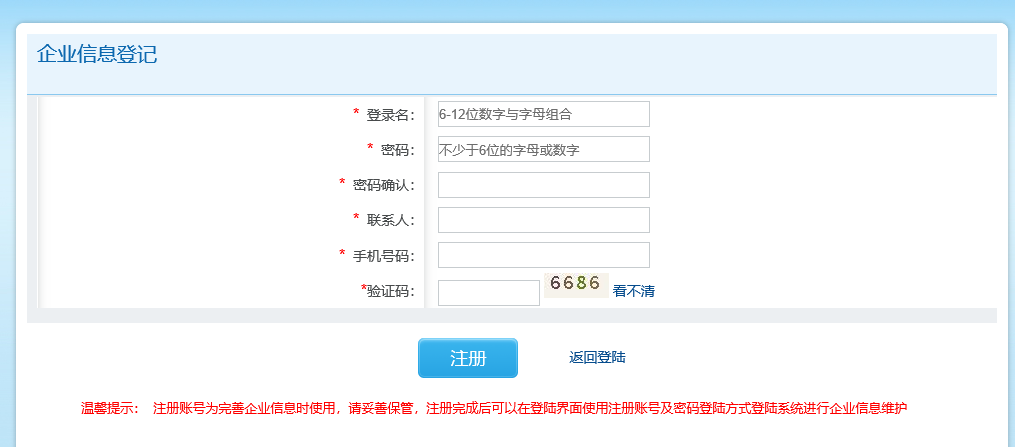 企业信息登记
* 登录名： 6-12位数字与字母组合
* 密码： 不少于6位的字母或数字
* 密码确认：
* 联系人：
* 手机号码：
*验证码： 6686 看不清
注册 返回登陆
温馨提示： 注册账号为完善企业信息时使用，请妥善保管，注册完成后可以在登陆界面使用注册账号及密码登陆方式登陆系统进行企业信息维护